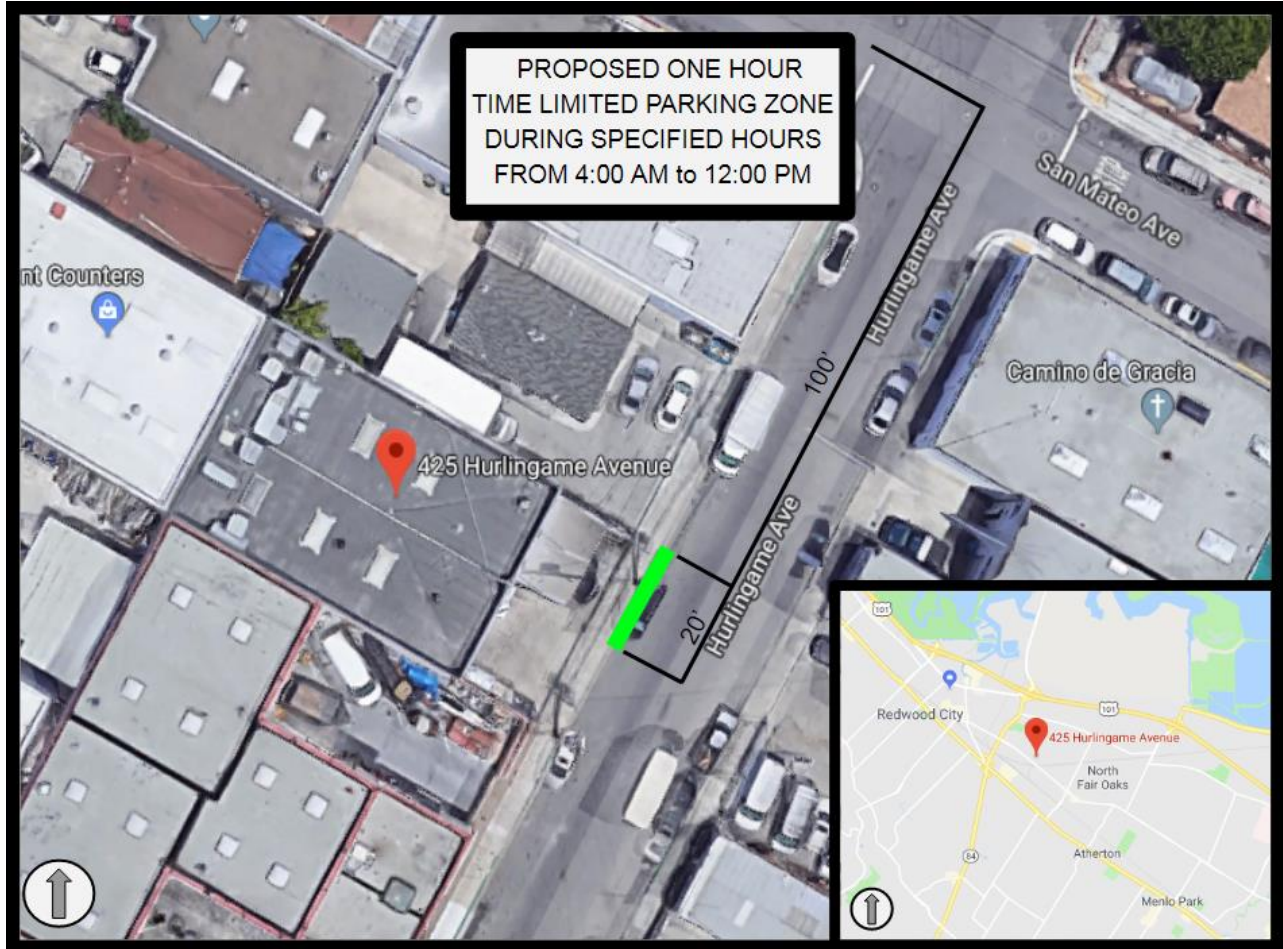 PROPOSED ONE HOUR
TIME LIMITED PARKING ZONE
DURING SPECIFIED HOURS
FROM 4:00 AM to 12:00 PM
San Mateo Ave
Hurlingame Ave
nt Counters
100'
Camino de Gracia
425 Hurlingame Avenue
Hurlingame Ave
20'
101
Redwood City
101
425 Hurlingame Avenue
North
Fair Oaks
84
Atherton
Menlo Park